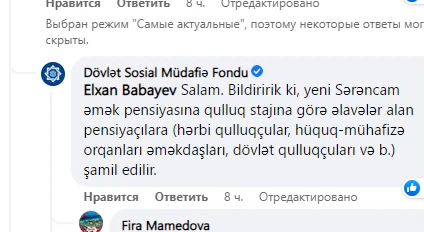 Нравится Ответить 8 ч. Отредактировано
Выбран режим "Самые актуальные", поэтому некоторые ответы мог
скрыты.
Dövlət Sosial Müdafiə Fondu
Elxan Babayev Salam. Bildiririk ki, yeni Sərəncam
əmək pensiyasına qulluq stajına görə əlavələr alan
pensiyaçılara (hərbi qulluqçular, hüquq-mühafizə
orqanları əməkdaşları, dövlət qulluqçuları və b.)
şamil edilir.
Нравится Ответить 8 ч. Отредактировано
Fira Mamedova